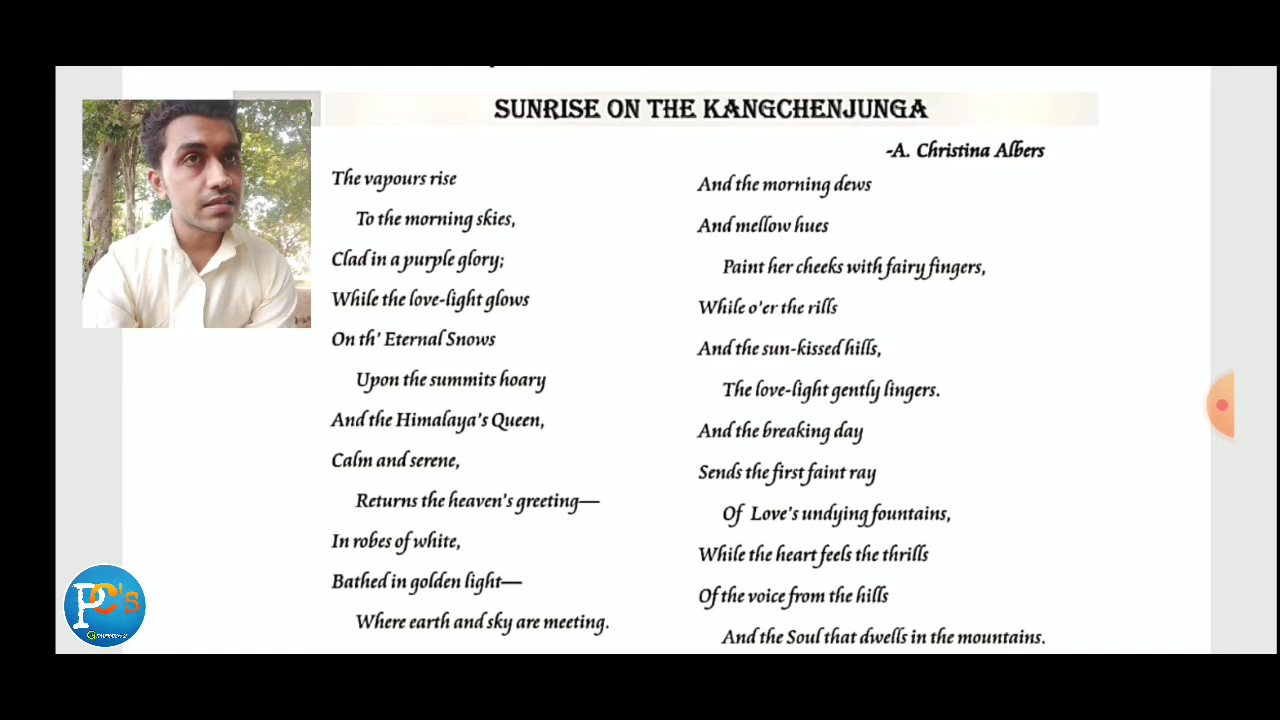 SUNRISE ON THE KANGCHENJUNGA
-A. Christina Albers
The vapours rise
To the morning skies,
Clad in a purple glory;
While the love-light glows
On th' Eternal Snows
Upon the summits hoary
And the Himalaya's Queen,
Calm and serene,
Returns the heaven's greeting—
In robes of white,
Bathed in golden light—
Where earth and sky are meeting.
And the morning dews
And mellow hues
Paint her cheeks with fairy fingers,
While o'er the rills
And the sun-kissed hills,
The love-light gently lingers.
And the breaking day
Sends the first faint ray
Of Love's undying fountains,
While the heart feels the thrills
Of the voice from the hills
And the Soul that dwells in the mountains.
PC's